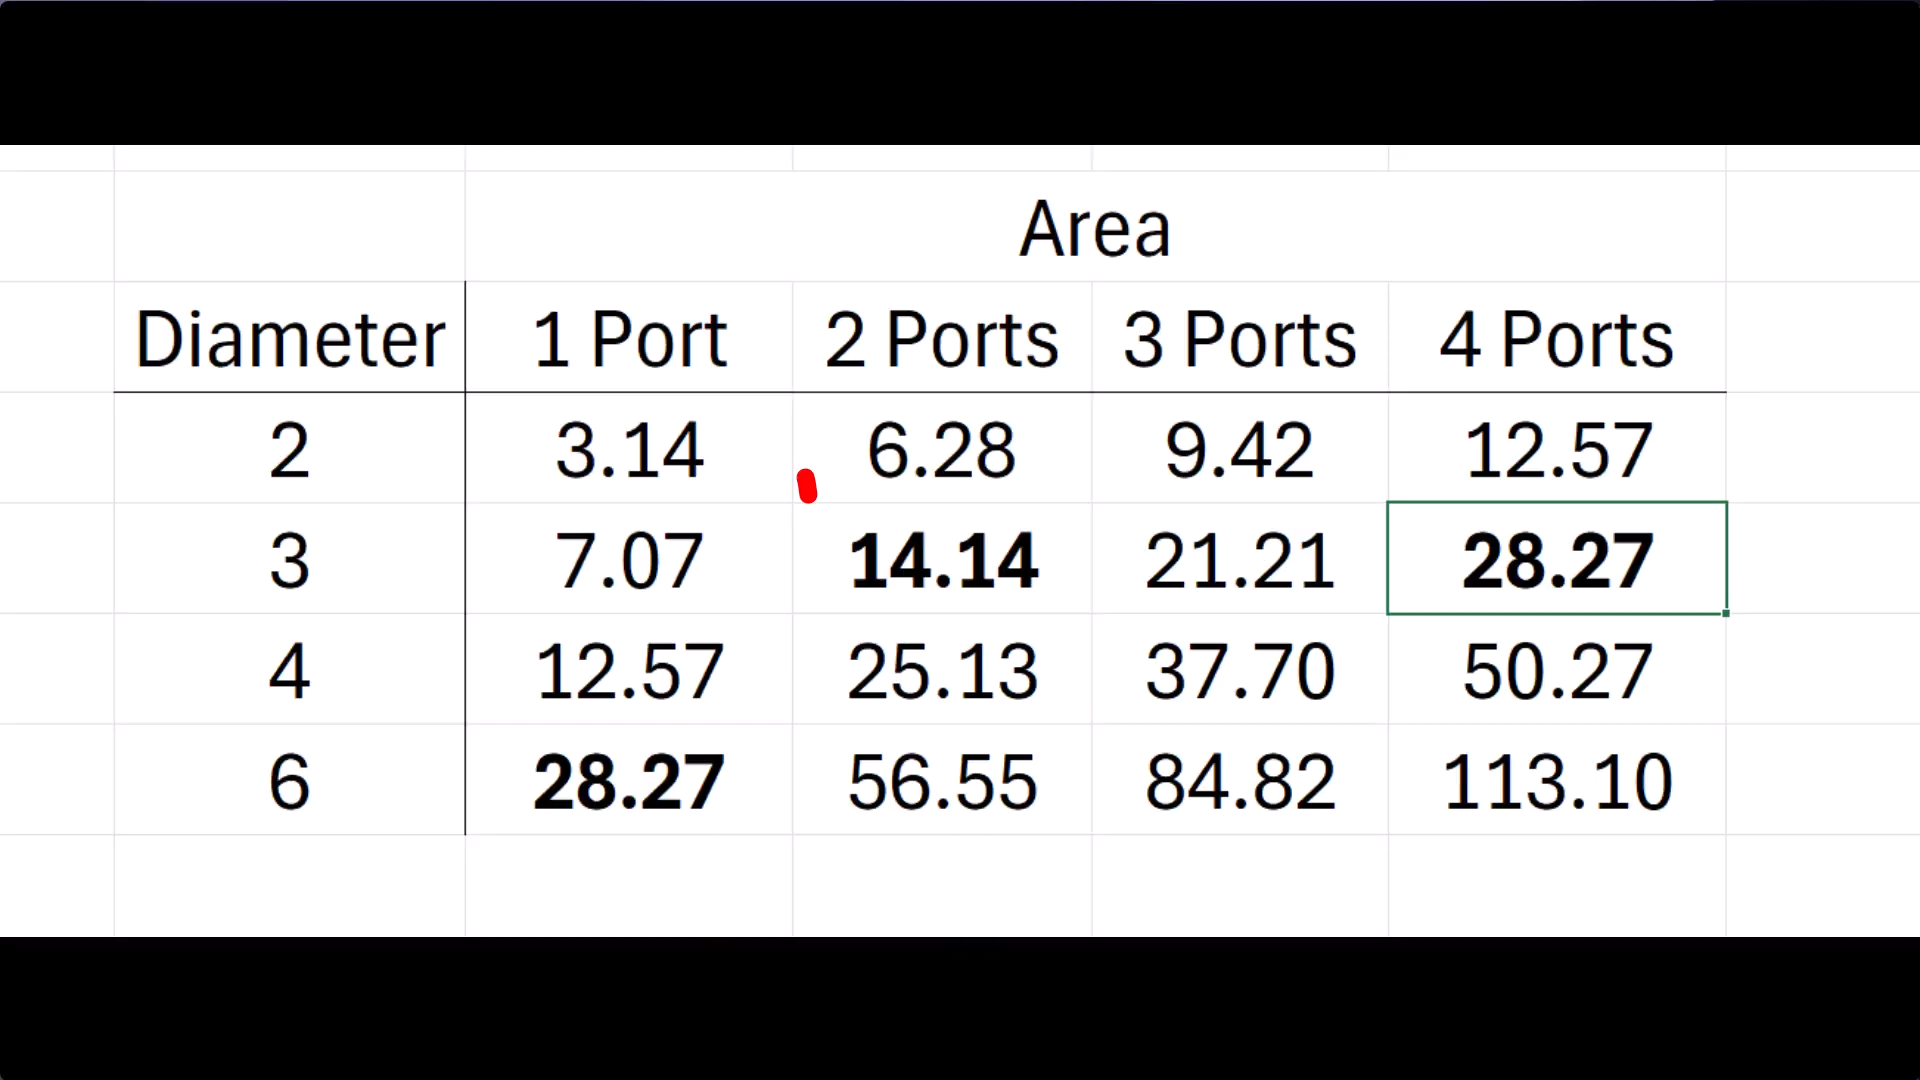 Area
Diameter 1 Port 2 Ports 3 Ports 4 Ports
2 3.14 6.28 9.42 12.57
3 7.07 14.14 21.21 28.27
4 12.57 25.13 37.70 50.27
6 28.27 56.55 84.82 113.10